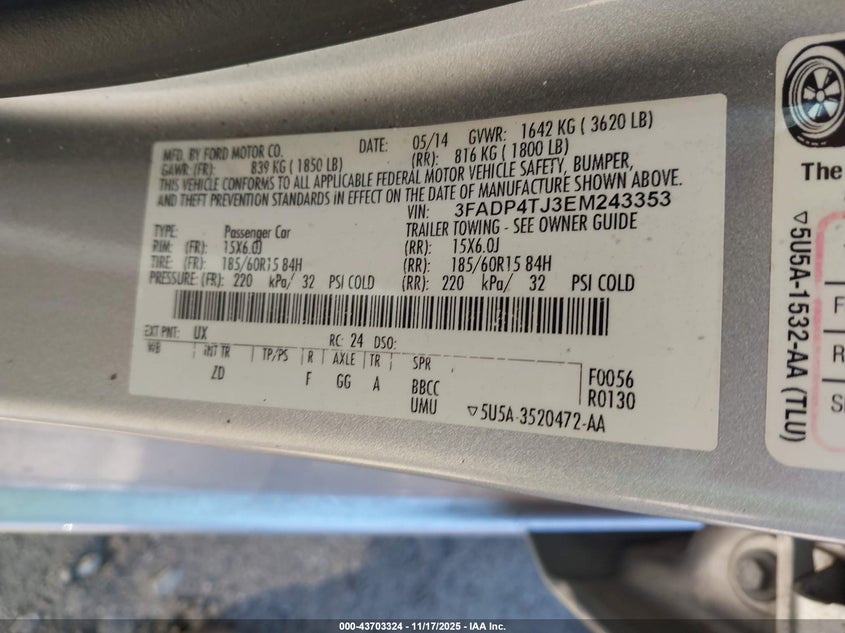 MFD. BY FORD MOTOR CO. DATE: 05/14 GVWR: 1642 KG ( 3620 LB)
GAWR: (FR): 839 KG ( 1850 LB) (RR): 816 KG ( 1800 LB)
THIS VEHICLE CONFORMS TO ALL APPLICABLE FEDERAL MOTOR VEHICLE SAFETY, BUMPER,
AND THEFT PREVENTION STANDARDS IN EFFECT ON THE DATE OF MANUFACTURE SHOWN ABOVE.
VIN: 3FADP4TJ3EM243353
TYPE: Passenger Car TRAILER TOWING - SEE OWNER GUIDE
RIM: (FR): 15X6.0J (RR): 15X6.0J
TIRE: (FR): 185/60R15 84H (RR): 185/60R15 84H
PRESSURE: (FR): 220 kPa/ 32 PSI COLD (RR): 220 kPa/ 32 PSI COLD
EXT PNT: UX RC: 24 DSO:
WB INT TR TP/PS R AXLE TR SPR
ZD F GG A BBCC F0056
UMU R0130
▽5U5A-3520472-AA
The
▽5U5A-1532-AA (TLU)
F
R
000-43703324 - 11/17/2025 - IAA Inc.